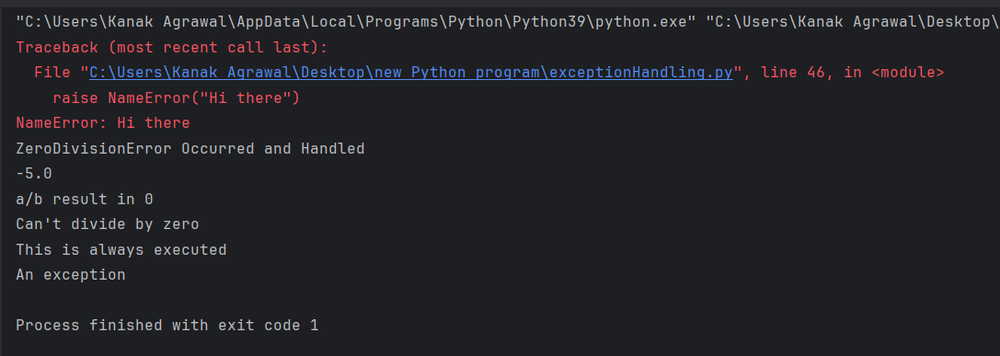 "C:\Users\Kanak Agrawal\AppData\Local\Programs\Python\Python39\python.exe" "C:\Users\Kanak Agrawal\Desktop\
Traceback (most recent call last):
  File "C:\Users\Kanak Agrawal\Desktop\new Python program\exceptionHandling.py", line 46, in <module>
    raise NameError("Hi there")
NameError: Hi there
ZeroDivisionError Occurred and Handled
-5.0
a/b result in 0
Can't divide by zero
This is always executed
An exception
Process finished with exit code 1